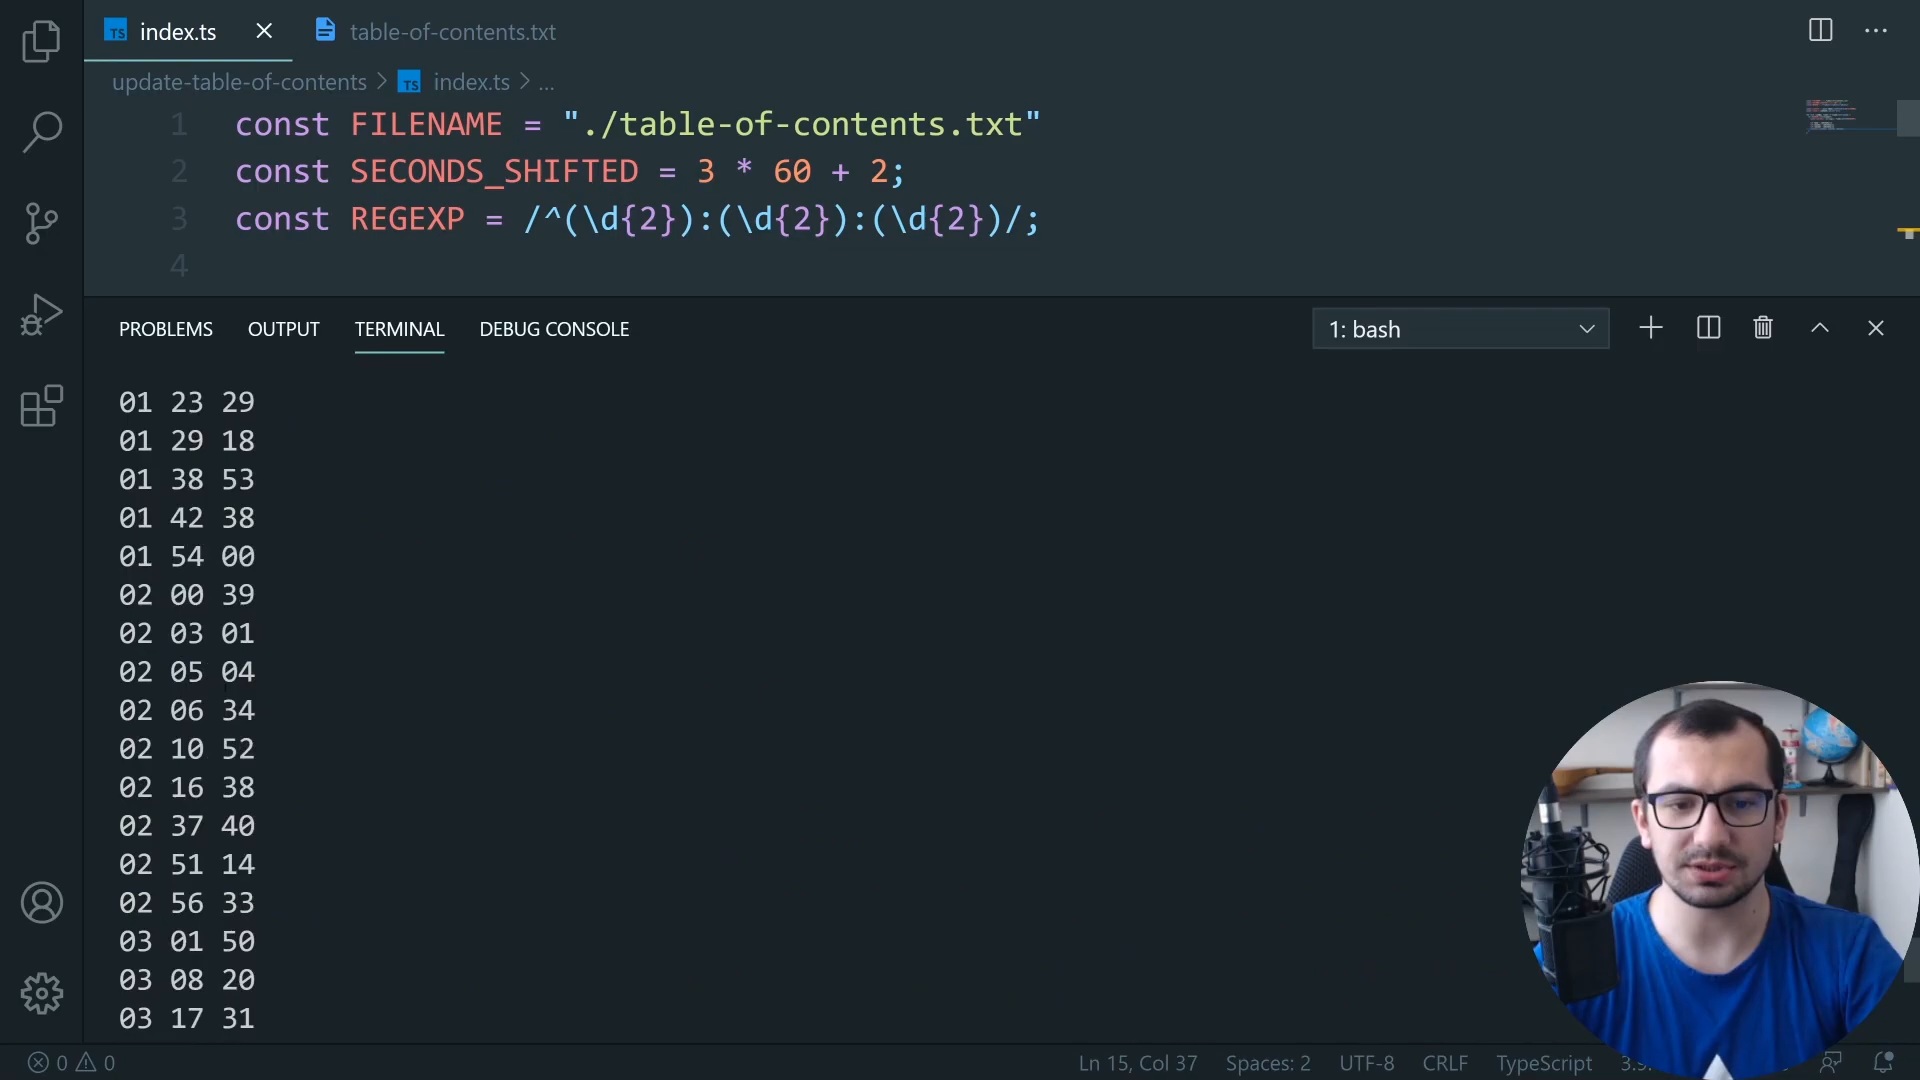 TS index.ts
table-of-contents.txt
update-table-of-contents > TS index.ts > ...
1 const FILENAME = "./table-of-contents.txt"
2 const SECONDS_SHIFTED = 3 * 60 + 2;
3 const REGEXP = /^(\d{2}):(\d{2}):(\d{2})/;
4
PROBLEMS OUTPUT TERMINAL DEBUG CONSOLE 1: bash
01 23 29
01 29 18
01 38 53
01 42 38
01 54 00
02 00 39
02 03 01
02 05 04
02 06 34
02 10 52
02 16 38
02 37 40
02 51 14
02 56 33
03 01 50
03 08 20
03 17 31
0 0 Ln 15, Col 37 Spaces: 2 UTF-8 CRLF TypeScript